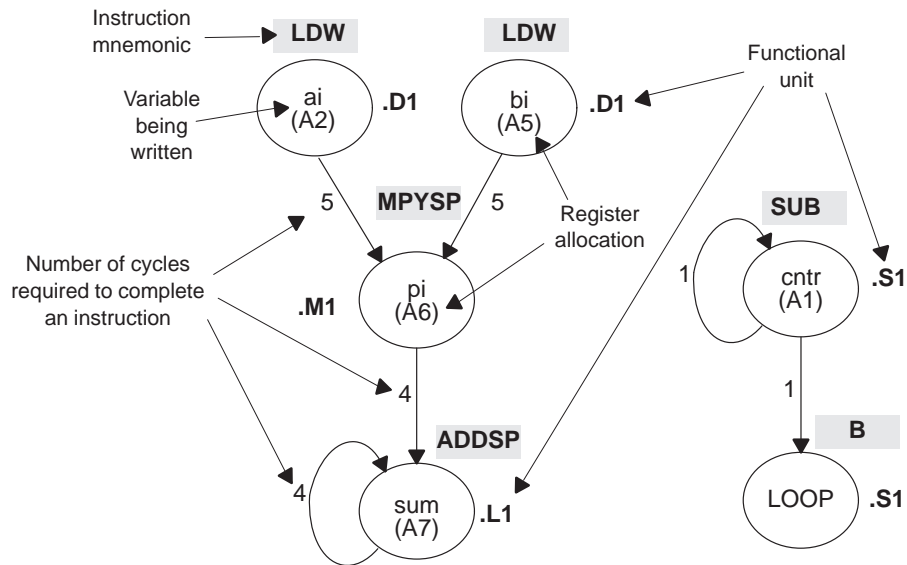 Instruction
mnemonic
LDW
LDW
Functional
unit
Variable
being
written
ai
(A2)
.D1
bi
(A5)
.D1
5
MPYSP
5
Register
allocation
SUB
Number of cycles
required to complete
an instruction
.M1
pi
(A6)
1
cntr
(A1)
.S1
4
1
ADDSP
B
4
sum
(A7)
.L1
LOOP
.S1